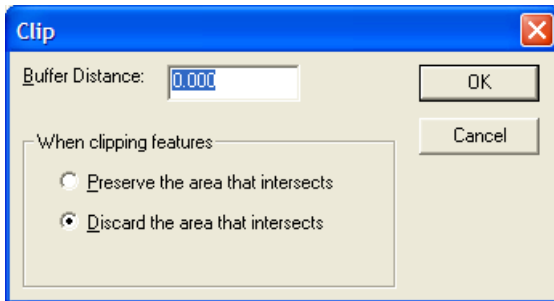 Clip
Buffer Distance: 0.000
OK
When clipping features
Cancel
Preserve the area that intersects
Discard the area that intersects